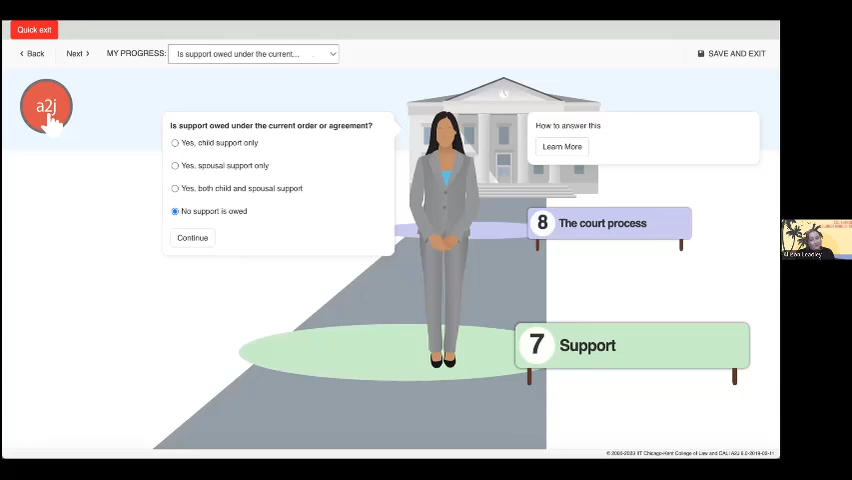 Quick exit
Back
Next
MY PROGRESS:
Is support owed under the current...
SAVE AND EXIT
a2j
Is support owed under the current order or agreement?
Yes, child support only
Yes, spousal support only
Yes, both child and spousal support
No support is owed
Continue
How to answer this
Learn More
8 The court process
7 Support
Allison Leadley